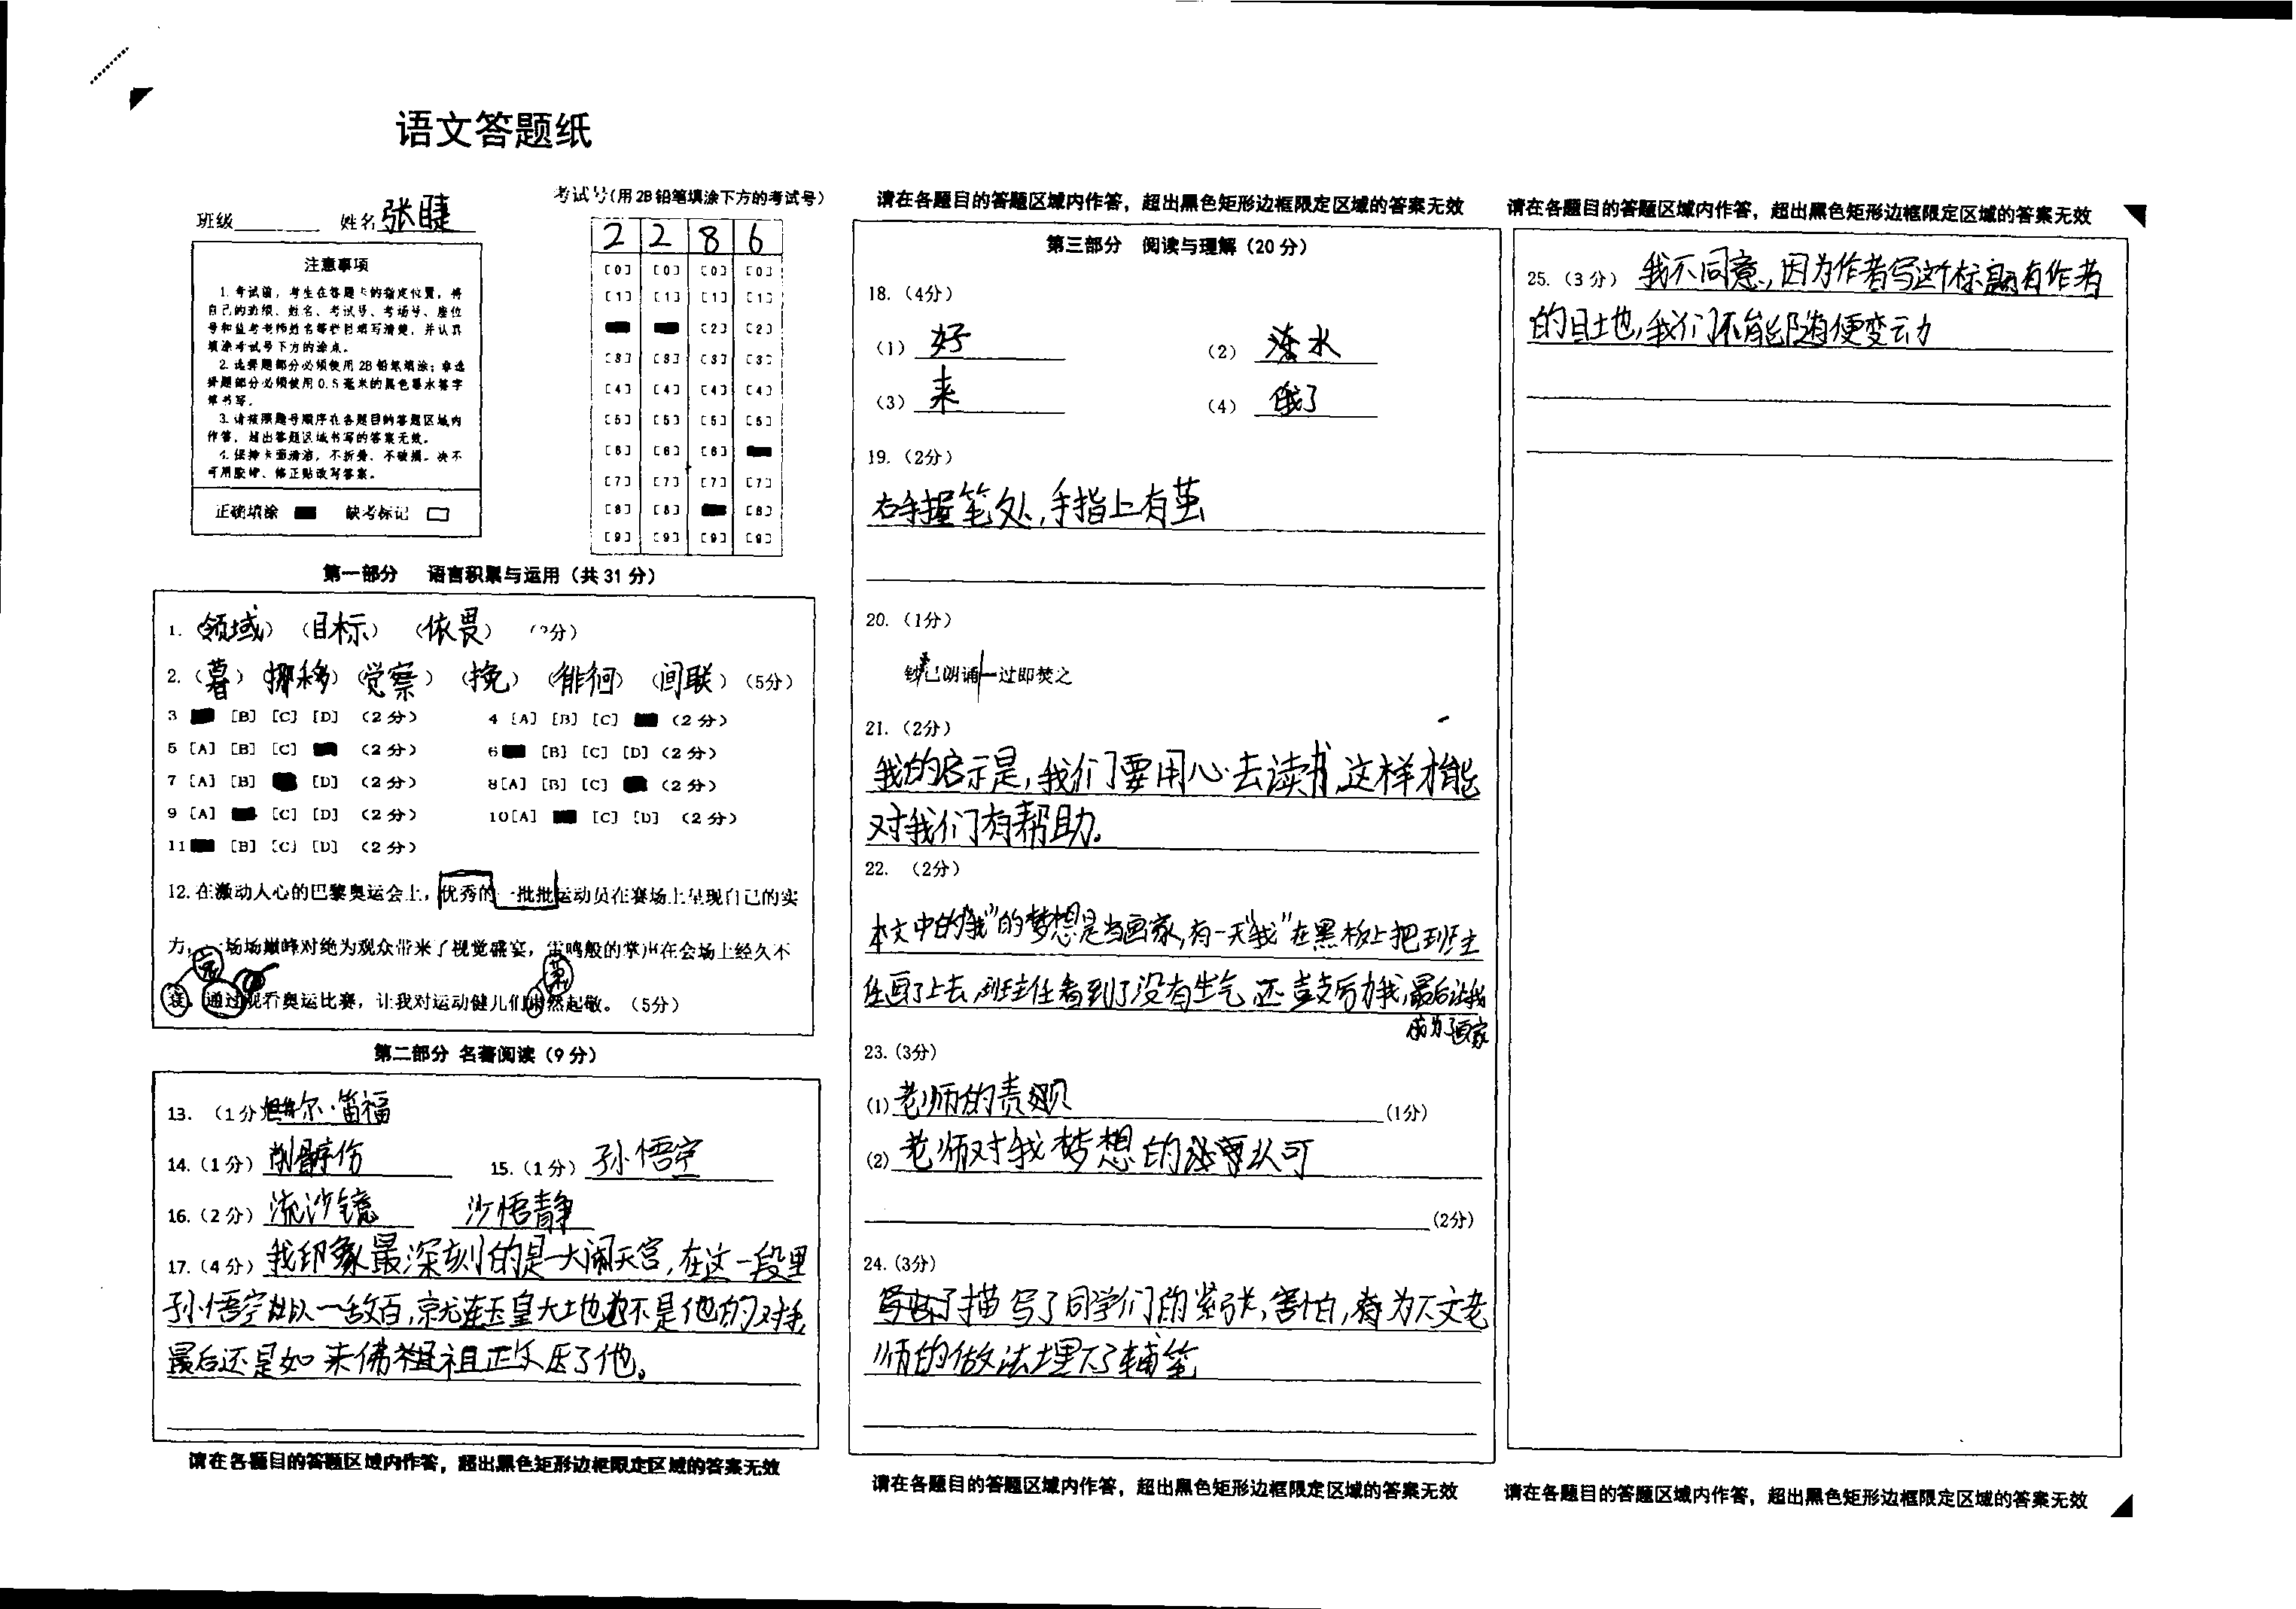 语文答题纸
班级 姓名 张睫
考试号(用2B铅笔填涂下方的考试号)
2 2 8 6
[0] [0] [0] [0]
[1] [1] [1] [1]
[2] [2]
[3] [3] [3] [3]
[4] [4] [4] [4]
[5] [5] [5] [5]
[6] [6] [6]
[7] [7] [7] [7]
[8] [8] [8]
[9] [9] [9] [9]
注意事项
1.考试前,考生在答题卡的指定位置,将
自己的班级、姓名、考试号、考场号、座位
号和监考老师姓名等栏目填写清楚,并认真
填涂考试号下方的涂点。
2.选择题部分必须使用2B铅笔填涂;非选
择题部分必须使用0.5毫米的黑色墨水签字
笔书写。
3.请按照题号顺序在各题目的答题区域内
作答,超出答题区域书写的答案无效。
4.保持卡面清洁,不折叠、不破损。决不
可用胶带、修正贴改写答案。
正确填涂 缺考标记
第一部分 语言积累与运用(共31分)
1.(领域)(目标)(依畏)
2.(暮)(挪移)(觉察)(挽)(徘徊)(间联)(5分)
3 [B] [C] [D] (2分) 4 [A] [B] [C] (2分)
5 [A] [B] [C] (2分) 6 [B] [C] [D] (2分)
7 [A] [B] [D] (2分) 8 [A] [B] [C] (2分)
9 [A] [C] [D] (2分) 10 [A] [C] [D] (2分)
11 [B] [C] [D] (2分)
12.在激动人心的巴黎奥运会上,优秀的一批批运动员在赛场上呈现自己的实
方,一场场巅峰对绝为观众带来了视觉盛宴,雷鸣般的掌声在会场上经久不
通过观看奥运比赛,让我对运动健儿们肃然起敬。(5分)
第二部分 名著阅读(9分)
13.(1分) 尔·笛福
14.(1分) 15.(1分) 孙悟空
16.(2分) 流沙 沙悟静
17.(4分) 我印象最深刻的是一大闹天宫,在这一段里
孙悟空 以一敌百,就连玉皇大土地也不是他的对手,
最后还是如来佛祖祖正 压了他。
请在各题目的答题区域内作答,超出黑色矩形边框限定区域的答案无效
请在各题目的答题区域内作答,超出黑色矩形边框限定区域的答案无效
第三部分 阅读与理解(20分)
18.(4分)
(1) 好 (2) 水
(3) 来 (4) 饿了
19.(2分)
右手握笔处,手指上有茧
20.(1分)
钞已朗诵一过即焚之
21.(2分)
我的启示是,我们要用心去读书,这样才能
对我们有帮助。
22.(2分)
本文中的“我”的梦想是当画家,有一天“我”在黑板上把班主
任画了上去,班主任看到了没有生气还鼓励我,最后让我
成为了画家
23.(3分)
(1) 老师的责 (1分)
(2) 老师对我梦想的 认可
(2分)
24.(3分)
描写了同学们的紧张,害怕,为下文老
师的做法埋下了铺笔
请在各题目的答题区域内作答,超出黑色矩形边框限定区域的答案无效
请在各题目的答题区域内作答,超出黑色矩形边框限定区域的答案无效
25.(3分) 我不同意,因为作者写这个标题有作者
的目土也,我们不能随便变云力
请在各题目的答题区域内作答,超出黑色矩形边框限定区域的答案无效